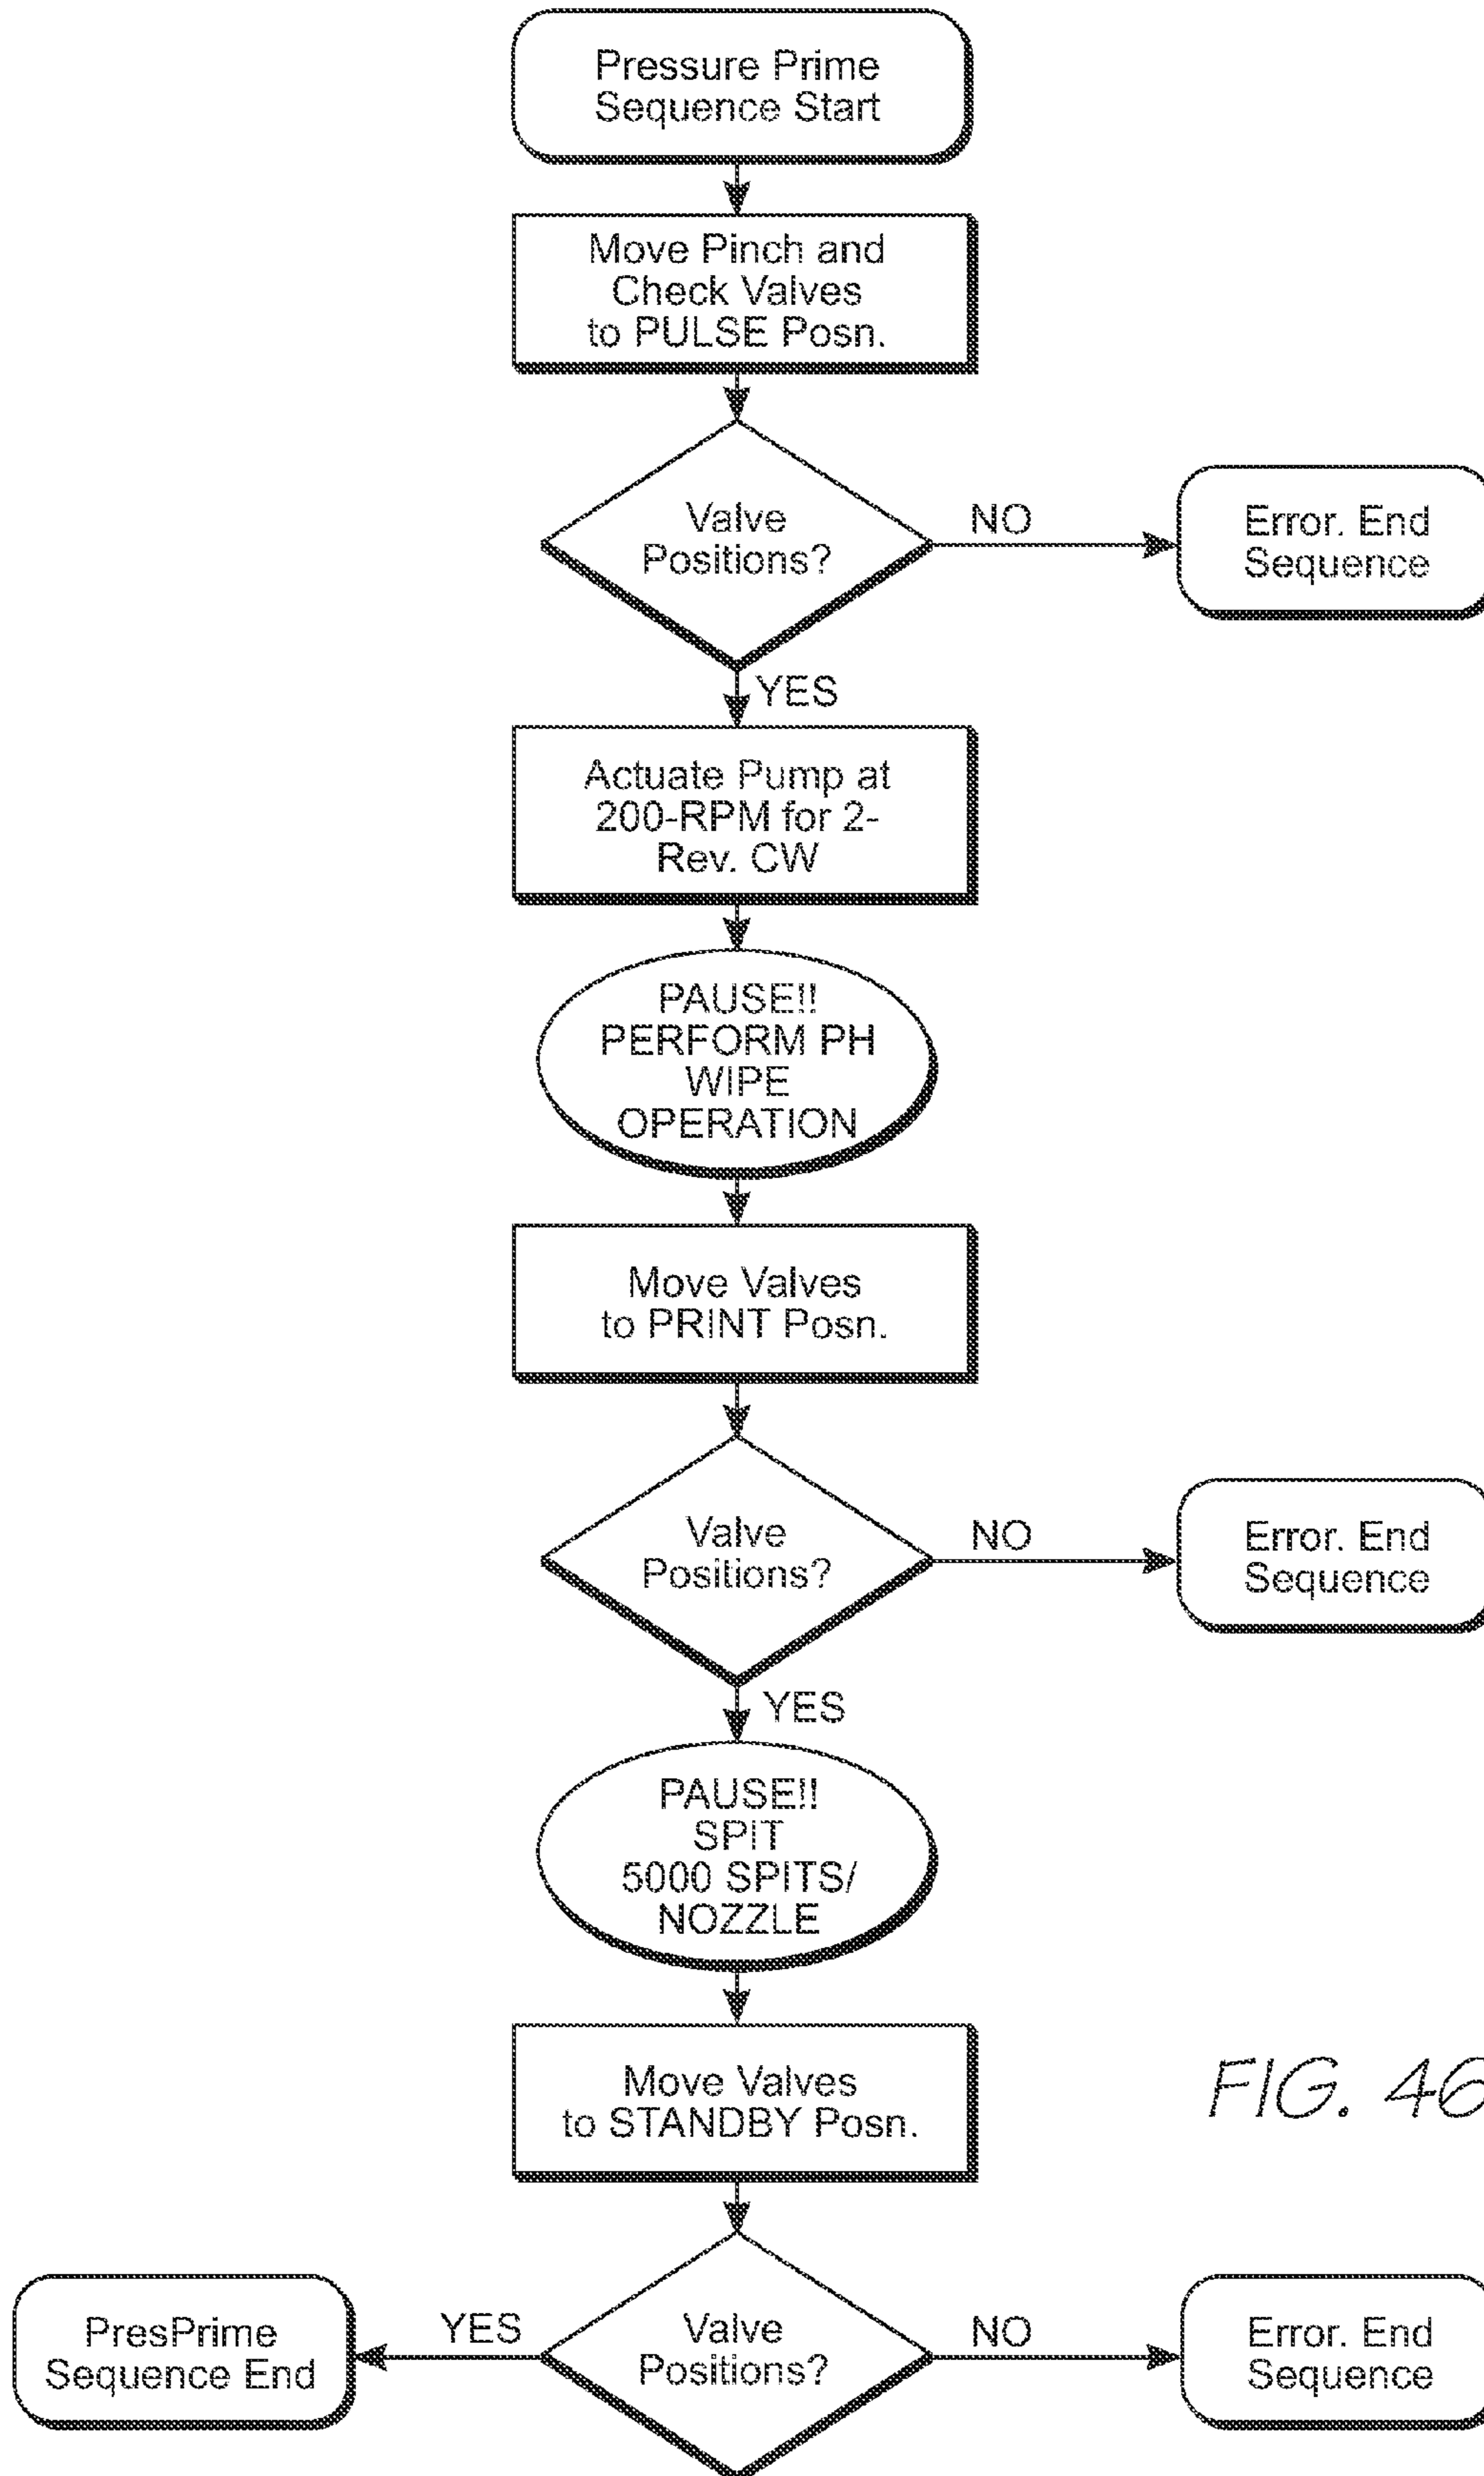 Pressure Prime
Sequence Start
Move Pinch and
Check Valves
to PULSE Posn.
Valve
Positions?
NO
Error. End
Sequence
YES
Actuate Pump at
200-RPM for 2-
Rev. CW
PAUSE!!
PERFORM PH
WIPE
OPERATION
Move Valves
to PRINT Posn.
Valve
Positions?
NO
Error. End
Sequence
YES
PAUSE!!
SPIT
5000 SPITS/
NOZZLE
Move Valves
to STANDBY Posn.
FIG. 46
PresPrime
Sequence End
YES
Valve
Positions?
NO
Error. End
Sequence